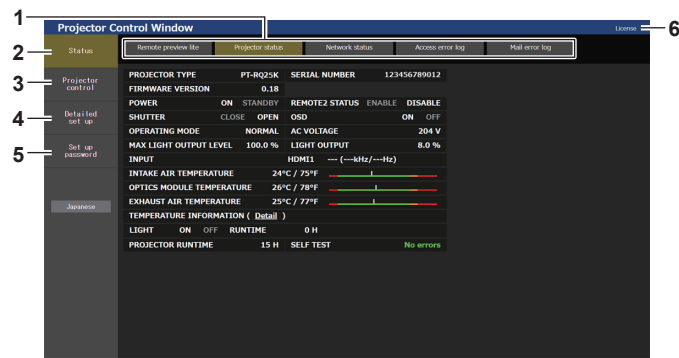 1
Projector Control Window
License
6
2
Status
Remote preview lite
Projector status
Network status
Access error log
Mail error log
3
Projector
control
4
Detailed
set up
5
Set up
password
Japanese
PROJECTOR TYPE PT-RQ25K SERIAL NUMBER 123456789012
FIRMWARE VERSION 0.18
POWER ON STANDBY REMOTE2 STATUS ENABLE DISABLE
SHUTTER CLOSE OPEN OSD ON OFF
OPERATING MODE NORMAL AC VOLTAGE 204 V
MAX LIGHT OUTPUT LEVEL 100.0 % LIGHT OUTPUT 8.0 %
INPUT HDMI1 --- (---kHz/---Hz)
INTAKE AIR TEMPERATURE 24°C / 75°F
OPTICS MODULE TEMPERATURE 26°C / 78°F
EXHAUST AIR TEMPERATURE 25°C / 77°F
TEMPERATURE INFORMATION ( Detail )
LIGHT ON OFF RUNTIME 0 H
PROJECTOR RUNTIME 15 H SELF TEST No errors